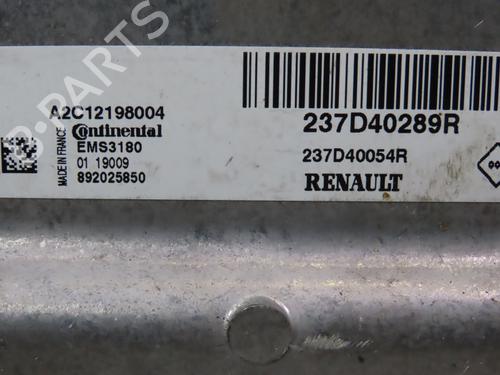 A2C12198004
MADE IN FRANCE
Continental
EMS3180
01 19009
892025850
237D40289R
237D40054R
RENAULT
B-PARTS